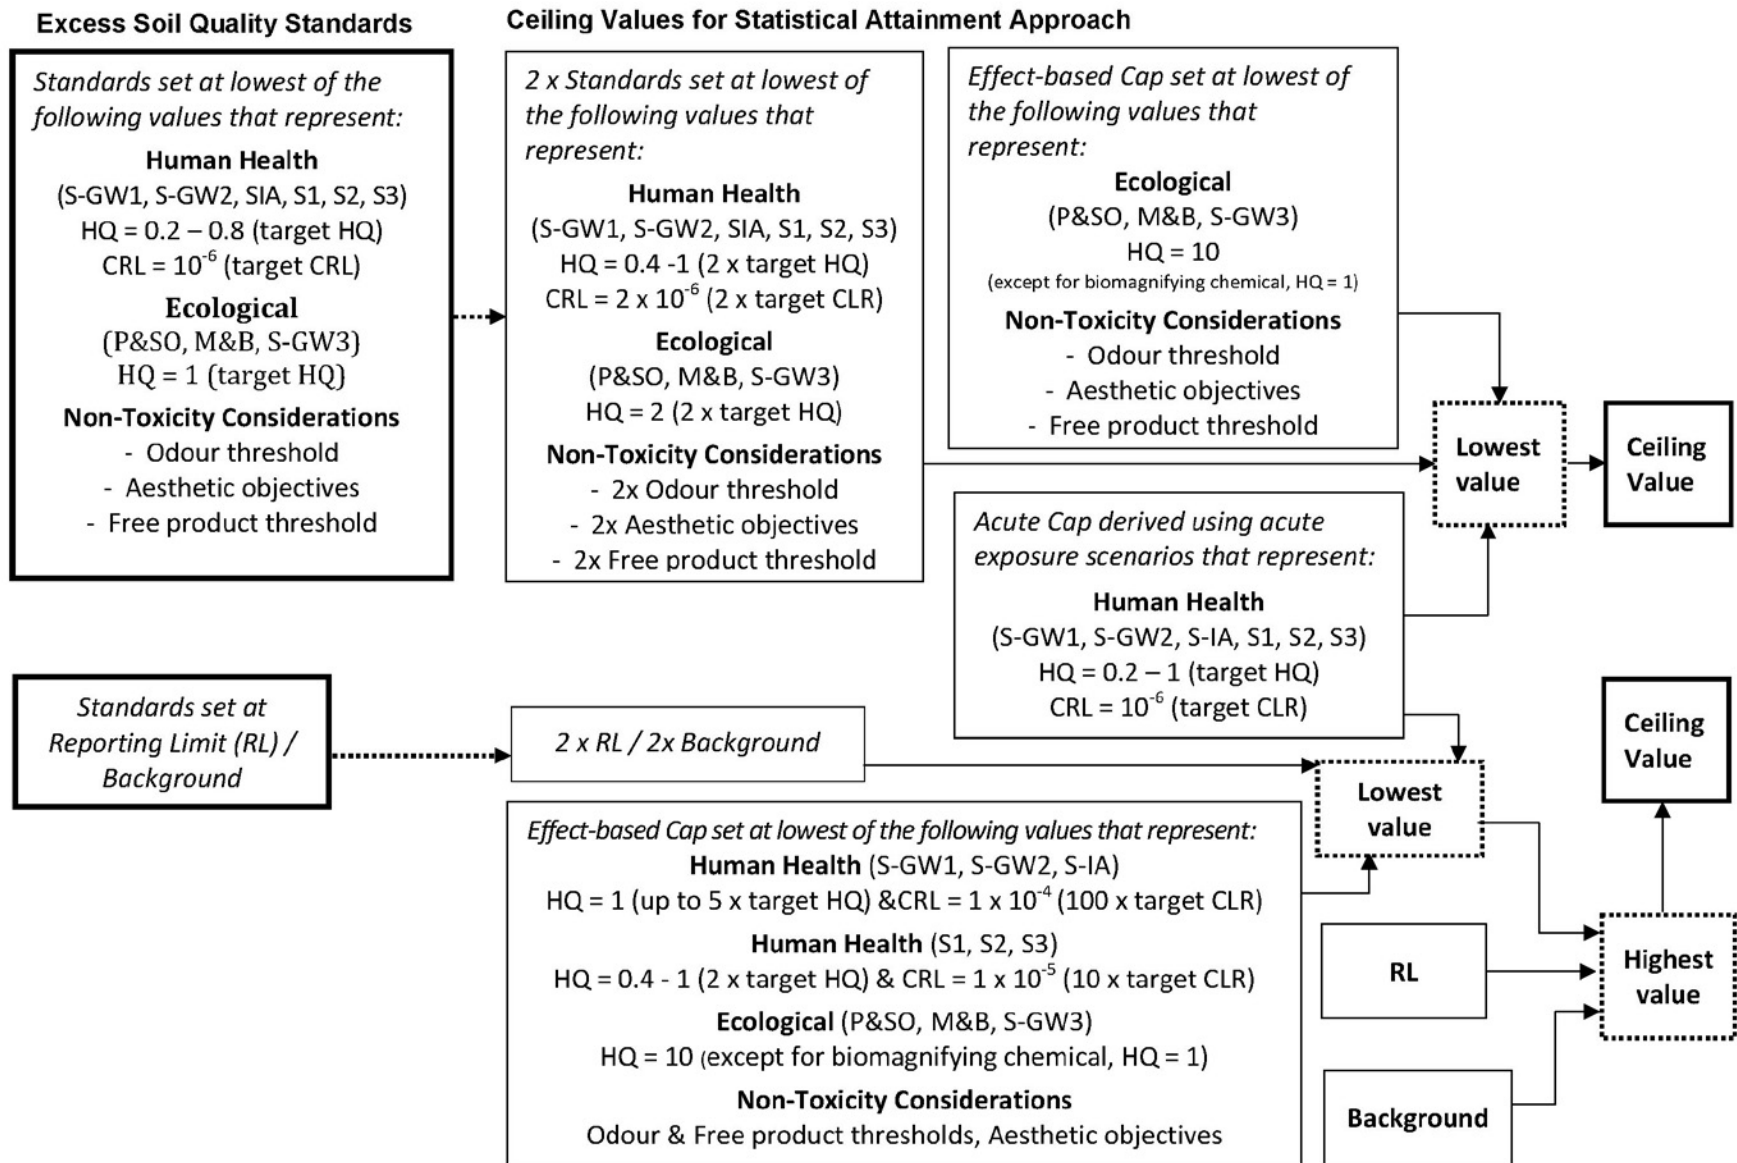 Excess Soil Quality Standards
Standards set at lowest of the
following values that represent:
Human Health
(S-GW1, S-GW2, SIA, S1, S2, S3)
HQ = 0.2 – 0.8 (target HQ)
CRL = 10⁻⁶ (target CRL)
Ecological
(P&SO, M&B, S-GW3)
HQ = 1 (target HQ)
Non-Toxicity Considerations
- Odour threshold
- Aesthetic objectives
- Free product threshold
Ceiling Values for Statistical Attainment Approach
2 x Standards set at lowest of
the following values that
represent:
Human Health
(S-GW1, S-GW2, SIA, S1, S2, S3)
HQ = 0.4 -1 (2 x target HQ)
CRL = 2 x 10⁻⁶ (2 x target CLR)
Ecological
(P&SO, M&B, S-GW3)
HQ = 2 (2 x target HQ)
Non-Toxicity Considerations
- 2x Odour threshold
- 2x Aesthetic objectives
- 2x Free product threshold
Effect-based Cap set at lowest of
the following values that
represent:
Ecological
(P&SO, M&B, S-GW3)
HQ = 10
(except for biomagnifying chemical, HQ = 1)
Non-Toxicity Considerations
- Odour threshold
- Aesthetic objectives
- Free product threshold
Lowest
value
Ceiling
Value
Acute Cap derived using acute
exposure scenarios that represent:
Human Health
(S-GW1, S-GW2, S-IA, S1, S2, S3)
HQ = 0.2 – 1 (target HQ)
CRL = 10⁻⁶ (target CLR)
Standards set at
Reporting Limit (RL) /
Background
2 x RL / 2x Background
Lowest
value
Ceiling
Value
Effect-based Cap set at lowest of the following values that represent:
Human Health (S-GW1, S-GW2, S-IA)
HQ = 1 (up to 5 x target HQ) &CRL = 1 x 10⁻⁴ (100 x target CLR)
Human Health (S1, S2, S3)
HQ = 0.4 - 1 (2 x target HQ) & CRL = 1 x 10⁻⁵ (10 x target CLR)
Ecological (P&SO, M&B, S-GW3)
HQ = 10 (except for biomagnifying chemical, HQ = 1)
Non-Toxicity Considerations
Odour & Free product thresholds, Aesthetic objectives
RL
Highest
value
Background